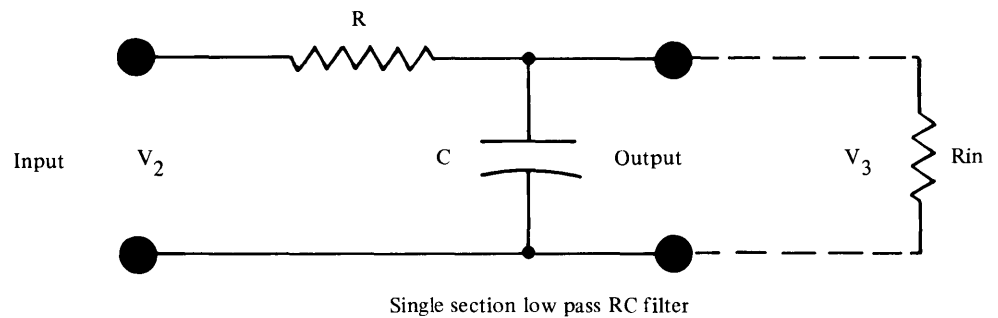 R
Input
V2
C
Output
V3
Rin
Single section low pass RC filter